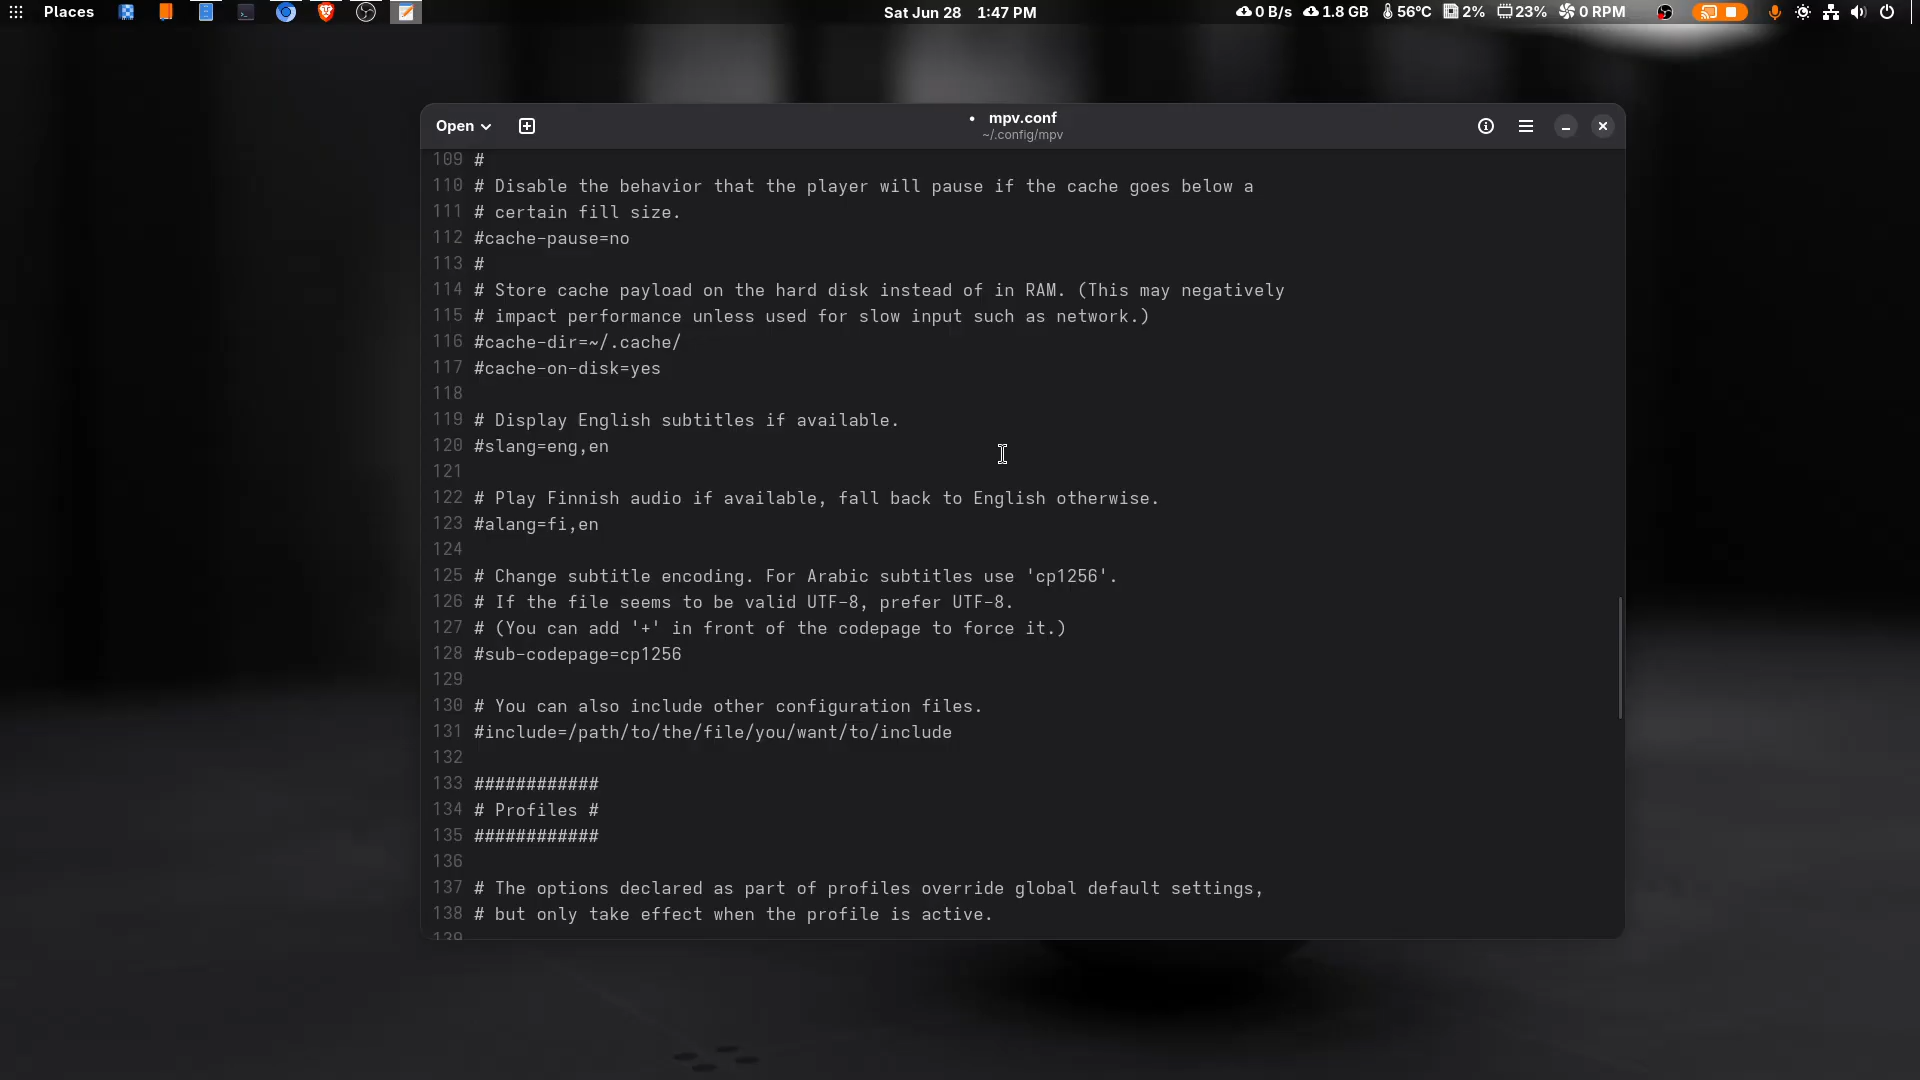 Places
Sat Jun 28 1:47 PM
0 B/s 1.8 GB 56°C 2% 23% 0 RPM
Open
• mpv.conf
~/.config/mpv
109 #
110 # Disable the behavior that the player will pause if the cache goes below a
111 # certain fill size.
112 #cache-pause=no
113 #
114 # Store cache payload on the hard disk instead of in RAM. (This may negatively
115 # impact performance unless used for slow input such as network.)
116 #cache-dir=~/.cache/
117 #cache-on-disk=yes
118
119 # Display English subtitles if available.
120 #slang=eng,en
121
122 # Play Finnish audio if available, fall back to English otherwise.
123 #alang=fi,en
124
125 # Change subtitle encoding. For Arabic subtitles use 'cp1256'.
126 # If the file seems to be valid UTF-8, prefer UTF-8.
127 # (You can add '+' in front of the codepage to force it.)
128 #sub-codepage=cp1256
129
130 # You can also include other configuration files.
131 #include=/path/to/the/file/you/want/to/include
132
133 ############
134 # Profiles #
135 ############
136
137 # The options declared as part of profiles override global default settings,
138 # but only take effect when the profile is active.
139